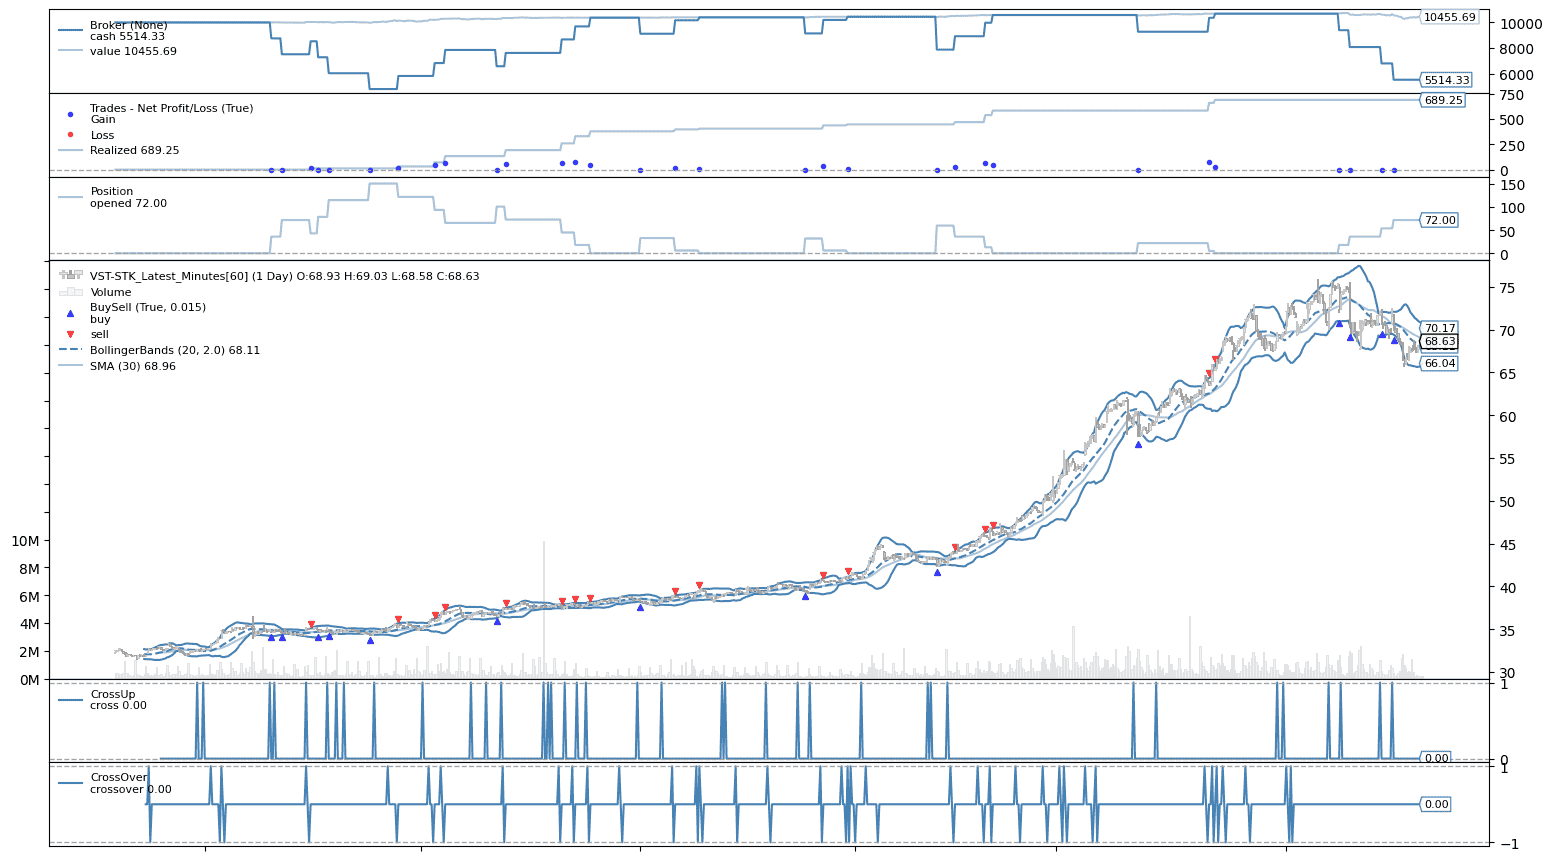 Broker (None)
cash 5514.33
value 10455.69
10455.69
10000
8000
6000
5514.33
Trades - Net Profit/Loss (True)
Gain
Loss
Realized 689.25
689.25
750
500
250
0
Position
opened 72.00
150
100
72.00
50
0
VST-STK_Latest_Minutes[60] (1 Day) O:68.93 H:69.03 L:68.58 C:68.63
Volume
BuySell (True, 0.015)
buy
sell
BollingerBands (20, 2.0) 68.11
SMA (30) 68.96
75
70.17
70
68.63
66.04
65
60
55
50
45
40
35
30
10M
8M
6M
4M
2M
0M
CrossUp
cross 0.00
1
0.00
0
CrossOver
crossover 0.00
1
0.00
−1